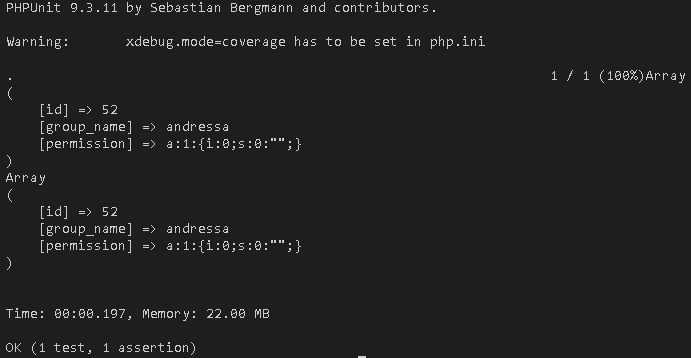 PHPUnit 9.3.11 by Sebastian Bergmann and contributors.
Warning:       xdebug.mode=coverage has to be set in php.ini
.                                                                   1 / 1 (100%)Array
(
    [id] => 52
    [group_name] => andressa
    [permission] => a:1:{i:0;s:0:"";}
)
Array
(
    [id] => 52
    [group_name] => andressa
    [permission] => a:1:{i:0;s:0:"";}
)
Time: 00:00.197, Memory: 22.00 MB
OK (1 test, 1 assertion)